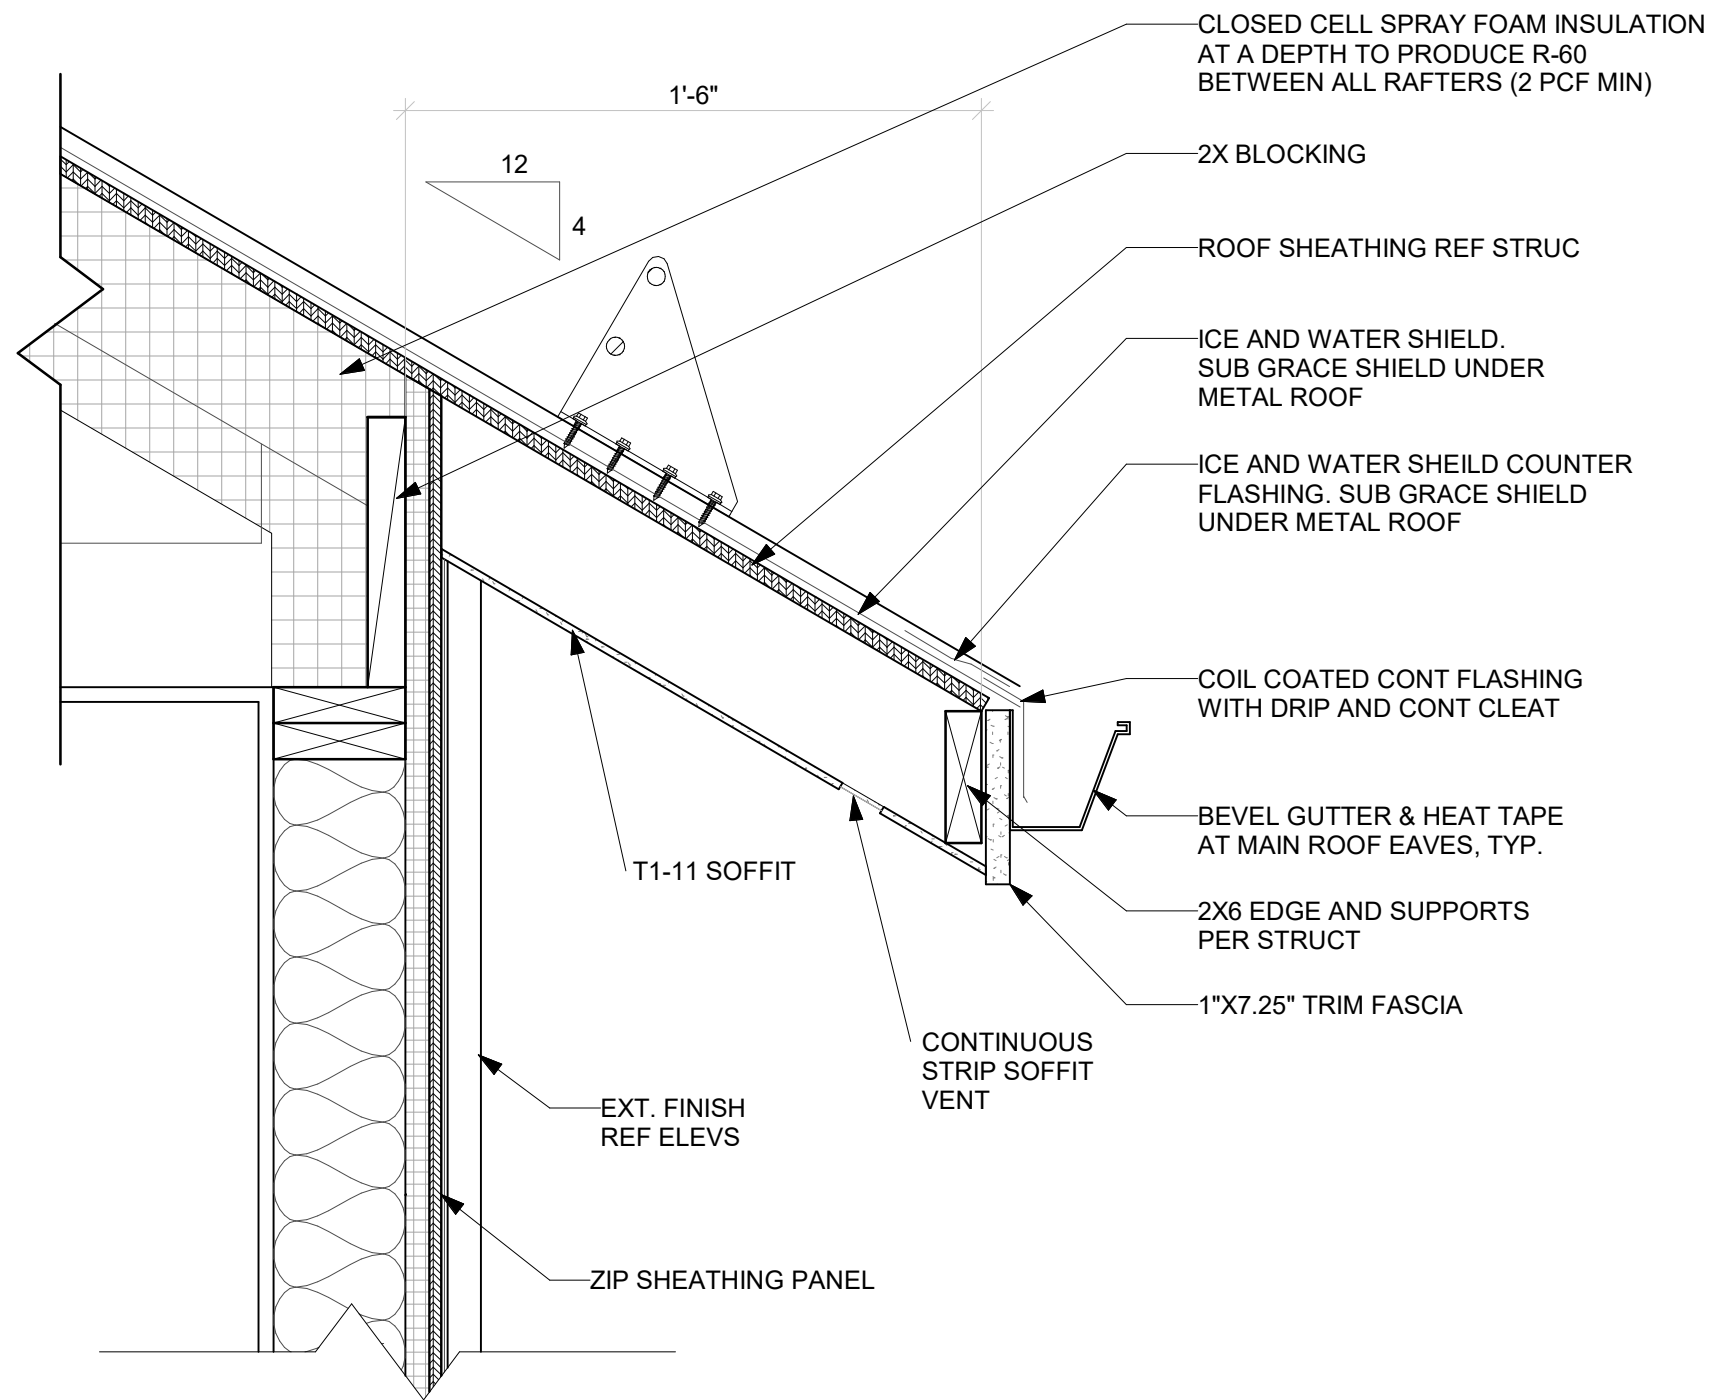 CLOSED CELL SPRAY FOAM INSULATION
AT A DEPTH TO PRODUCE R-60
BETWEEN ALL RAFTERS (2 PCF MIN)
1'-6"
12
4
2X BLOCKING
ROOF SHEATHING REF STRUC
ICE AND WATER SHIELD.
SUB GRACE SHIELD UNDER
METAL ROOF
ICE AND WATER SHEILD COUNTER
FLASHING. SUB GRACE SHIELD
UNDER METAL ROOF
COIL COATED CONT FLASHING
WITH DRIP AND CONT CLEAT
BEVEL GUTTER & HEAT TAPE
AT MAIN ROOF EAVES, TYP.
2X6 EDGE AND SUPPORTS
PER STRUCT
1"X7.25" TRIM FASCIA
T1-11 SOFFIT
CONTINUOUS
STRIP SOFFIT
VENT
EXT. FINISH
REF ELEVS
ZIP SHEATHING PANEL